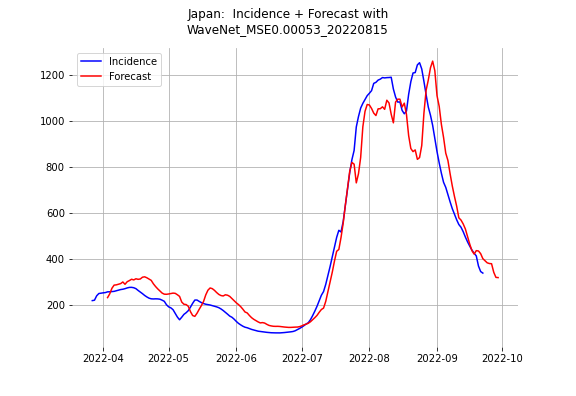 Japan:  Incidence + Forecast with
WaveNet_MSE0.00053_20220815
Incidence
Forecast
1200
1000
800
600
400
200
2022-04 2022-05 2022-06 2022-07 2022-08 2022-09 2022-10